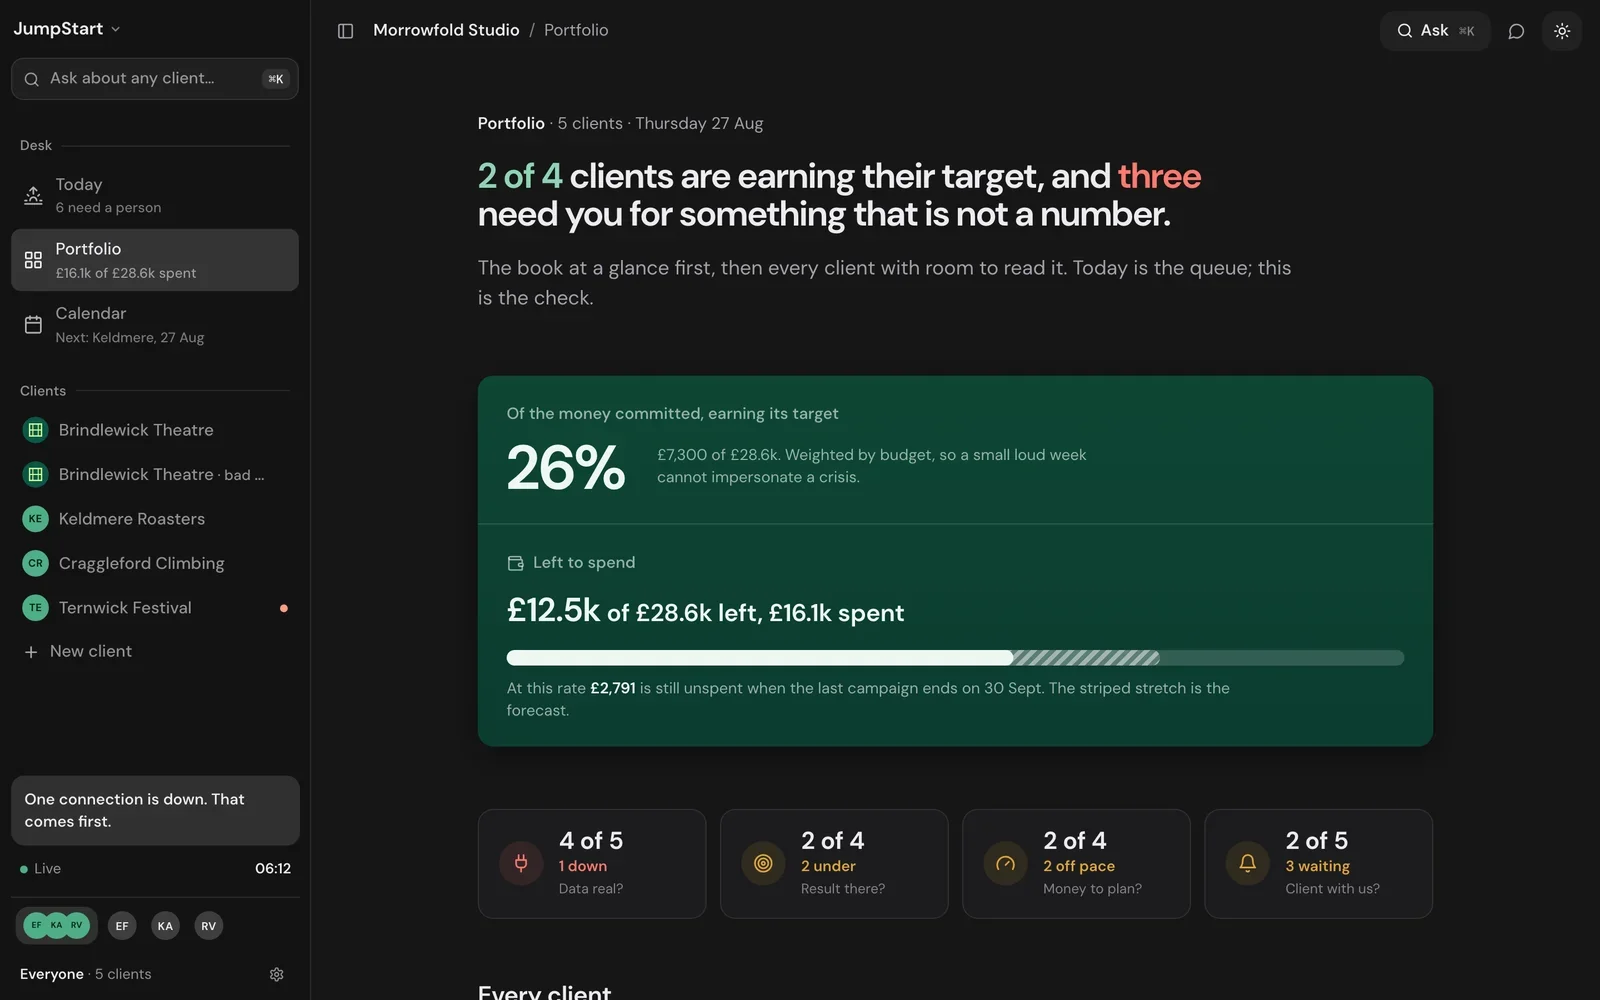 JumpStart
Ask about any client...
⌘K
Desk
Today
6 need a person
Portfolio
£16.1k of £28.6k spent
Calendar
Next: Keldmere, 27 Aug
Clients
Brindlewick Theatre
Brindlewick Theatre · bad ...
KE Keldmere Roasters
CR Craggleford Climbing
TE Ternwick Festival
New client
One connection is down. That
comes first.
Live 06:12
EF KA RV EF KA RV
Everyone · 5 clients
Morrowfold Studio / Portfolio
Ask ⌘K
Portfolio · 5 clients · Thursday 27 Aug
2 of 4 clients are earning their target, and three
need you for something that is not a number.
The book at a glance first, then every client with room to read it. Today is the queue; this
is the check.
Of the money committed, earning its target
26%
£7,300 of £28.6k. Weighted by budget, so a small loud week
cannot impersonate a crisis.
Left to spend
£12.5k of £28.6k left, £16.1k spent
At this rate £2,791 is still unspent when the last campaign ends on 30 Sept. The striped stretch is the
forecast.
4 of 5
1 down
Data real?
2 of 4
2 under
Result there?
2 of 4
2 off pace
Money to plan?
2 of 5
3 waiting
Client with us?
Every client